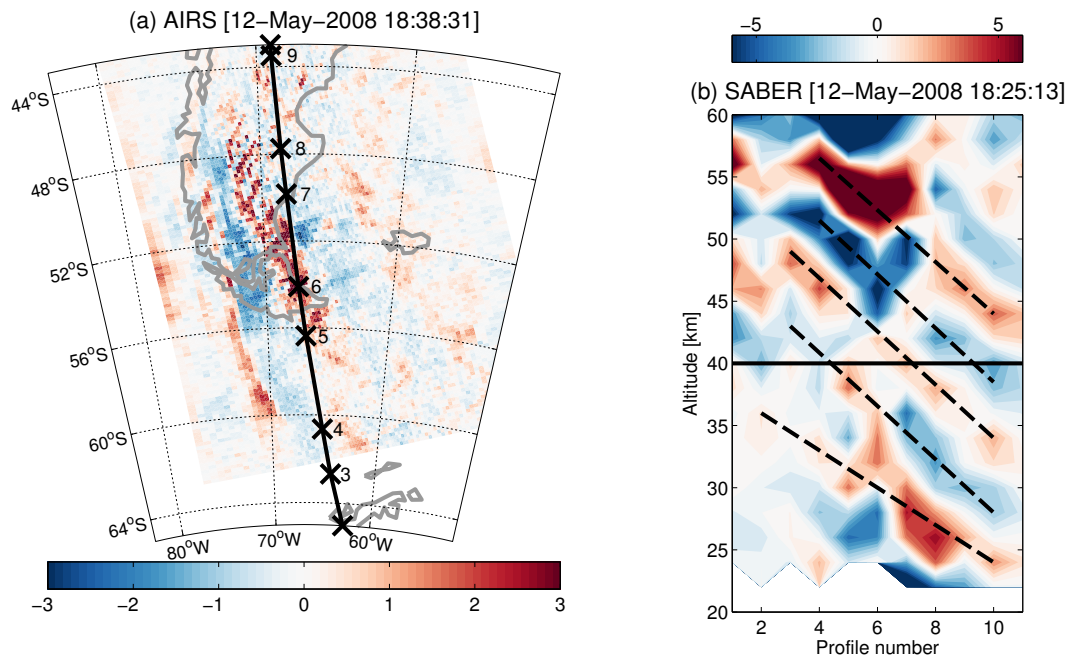 (a) AIRS [12−May−2008 18:38:31]
9
8
7
6
5
4
3
44°S
48°S
52°S
56°S
60°S
64°S
80°W
70°W
60°W
−3
−2
−1
0
1
2
3
−5
0
5
(b) SABER [12−May−2008 18:25:13]
Altitude [km]
60
55
50
45
40
35
30
25
20
2
4
6
8
10
Profile number